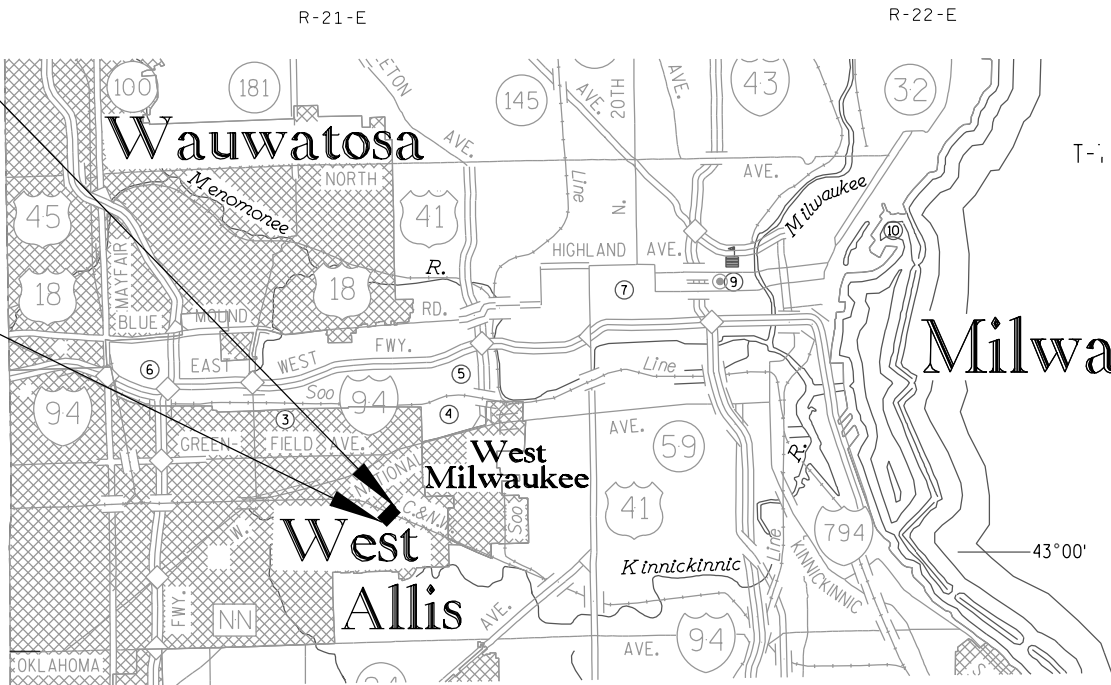 R-21-E
R-22-E
100
181
145
AVE.
20TH
AVE.
43
32
T-
Wauwatosa
AVE.
NORTH
AVE.
Menomonee
Line
N.
Milwaukee
45
41
10
MAYFAIR
R.
HIGHLAND AVE.
18
18
7
9
BLUE
MOUND
RD.
Milwa
EAST
WEST
FWY.
6
5
Line
Soo
94
94
3
4
GREEN-
FIELD AVE.
AVE.
59
NATIONAL
West
Milwaukee
R.
C.&N.W.
Soo
41
W.
West
794
Line
43°00'
Kinnickinnic
KINNICKINNIC
FWY.
NN
Allis
AVE.
94
AVE.
OKLAHOMA
S.